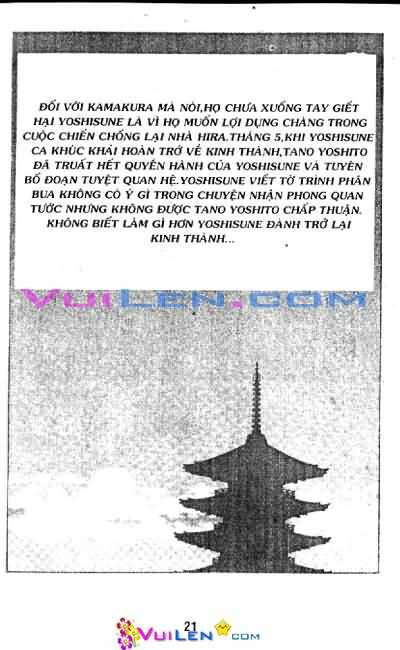 ĐỐI VỚI KAMAKURA MÀ NÓI,HỌ CHƯA XUỐNG TAY GIẾT
HẠI YOSHISUNE LÀ VÌ HỌ MUỐN LỢI DỤNG CHÀNG TRONG
CUỘC CHIẾN CHỐNG LẠI NHÀ HIRA.THÁNG 5,KHI YOSHISUNE
CA KHÚC KHẢI HOÀN TRỞ VỀ KINH THÀNH,TANO YOSHITO
ĐÃ TRUẤT HẾT QUYỀN HÀNH CỦA YOSHISUNE VÀ TUYÊN
BỐ ĐOẠN TUYỆT QUAN HỆ.YOSHISUNE VIẾT TỜ TRÌNH PHÂN
BUA KHÔNG CÓ Ý GÌ TRONG CHUYỆN NHẬN PHONG QUAN
TƯỚC NHƯNG KHÔNG ĐƯỢC TANO YOSHITO CHẤP THUẬN.
KHÔNG BIẾT LÀM GÌ HƠN YOSHISUNE ĐÀNH TRỞ LẠI
KINH THÀNH...
VUILEN.COM
21
VUILEN.COM